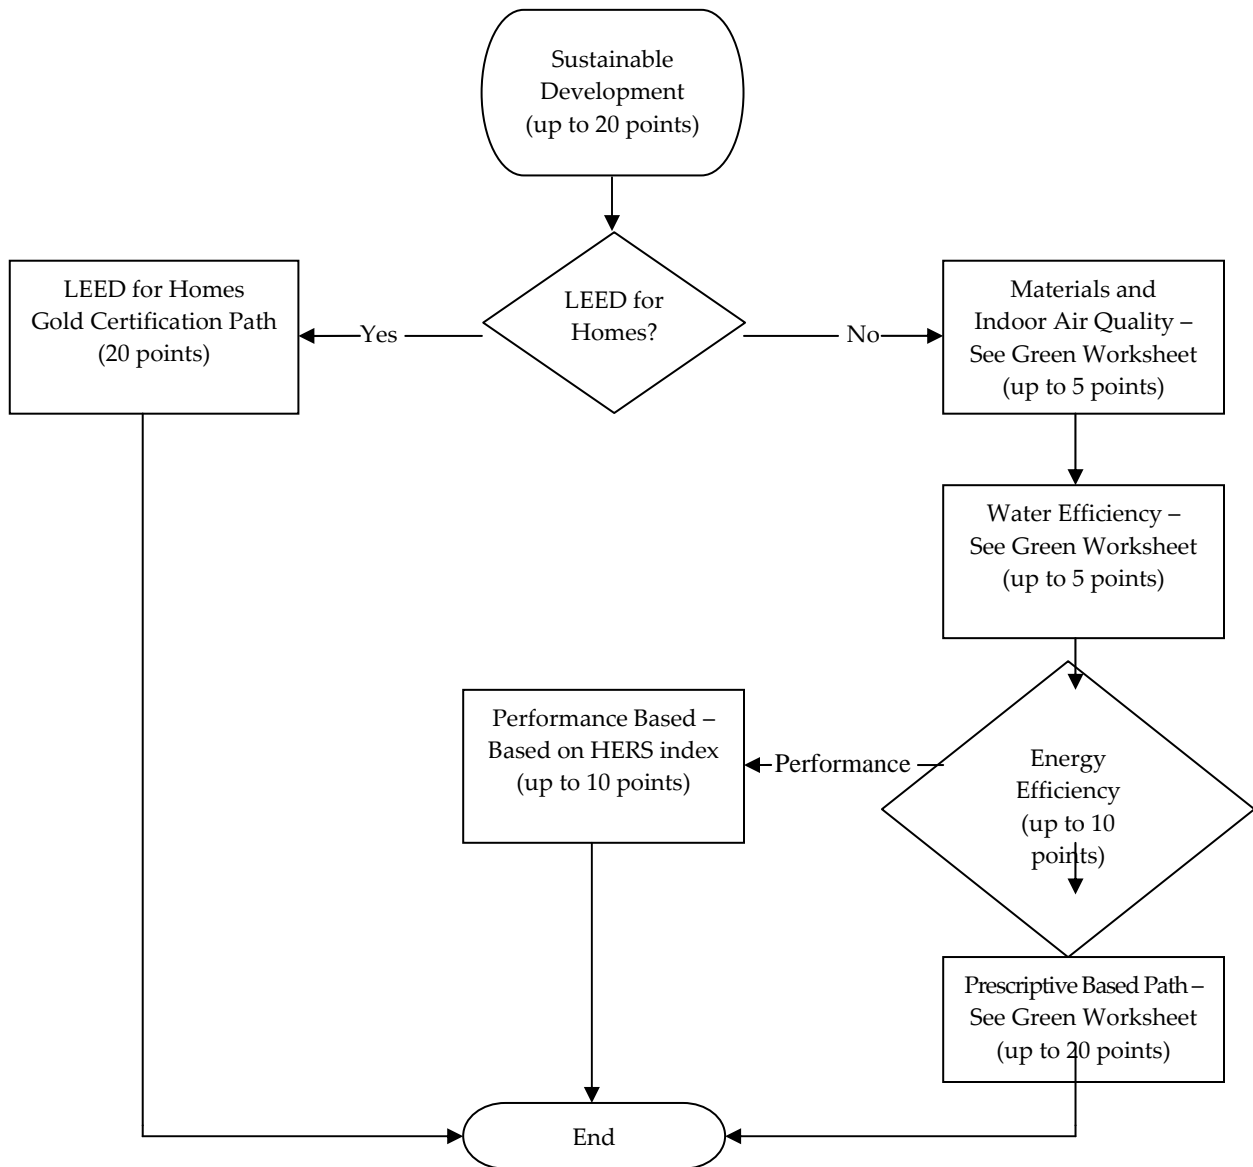 Sustainable
Development
(up to 20 points)
LEED for Homes
Gold Certification Path
(20 points)
Yes
LEED for
Homes?
No
Materials and
Indoor Air Quality –
See Green Worksheet
(up to 5 points)
Water Efficiency –
See Green Worksheet
(up to 5 points)
Performance Based –
Based on HERS index
(up to 10 points)
Performance
Energy
Efficiency
(up to 10
points)
Prescriptive Based Path –
See Green Worksheet
(up to 20 points)
End